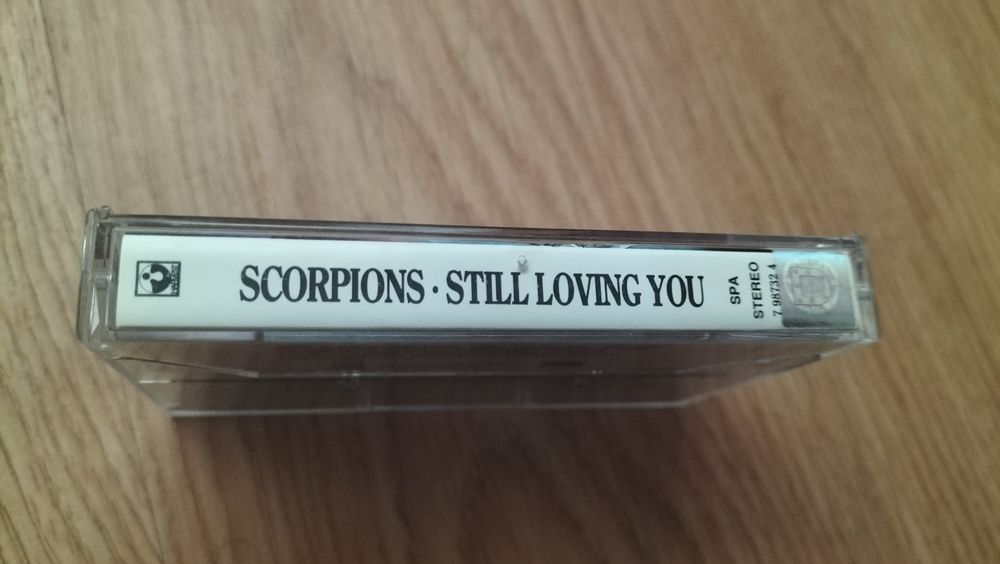 SCORPIONS · STILL LOVING YOU
SPA
STEREO
7 98732 4